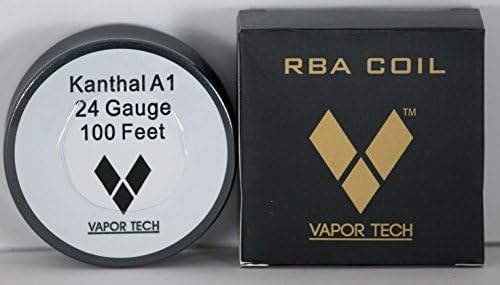 Kanthal A1
24 Gauge
100 Feet
VAPOR TECH
RBA COIL
TM
VAPOR TECH